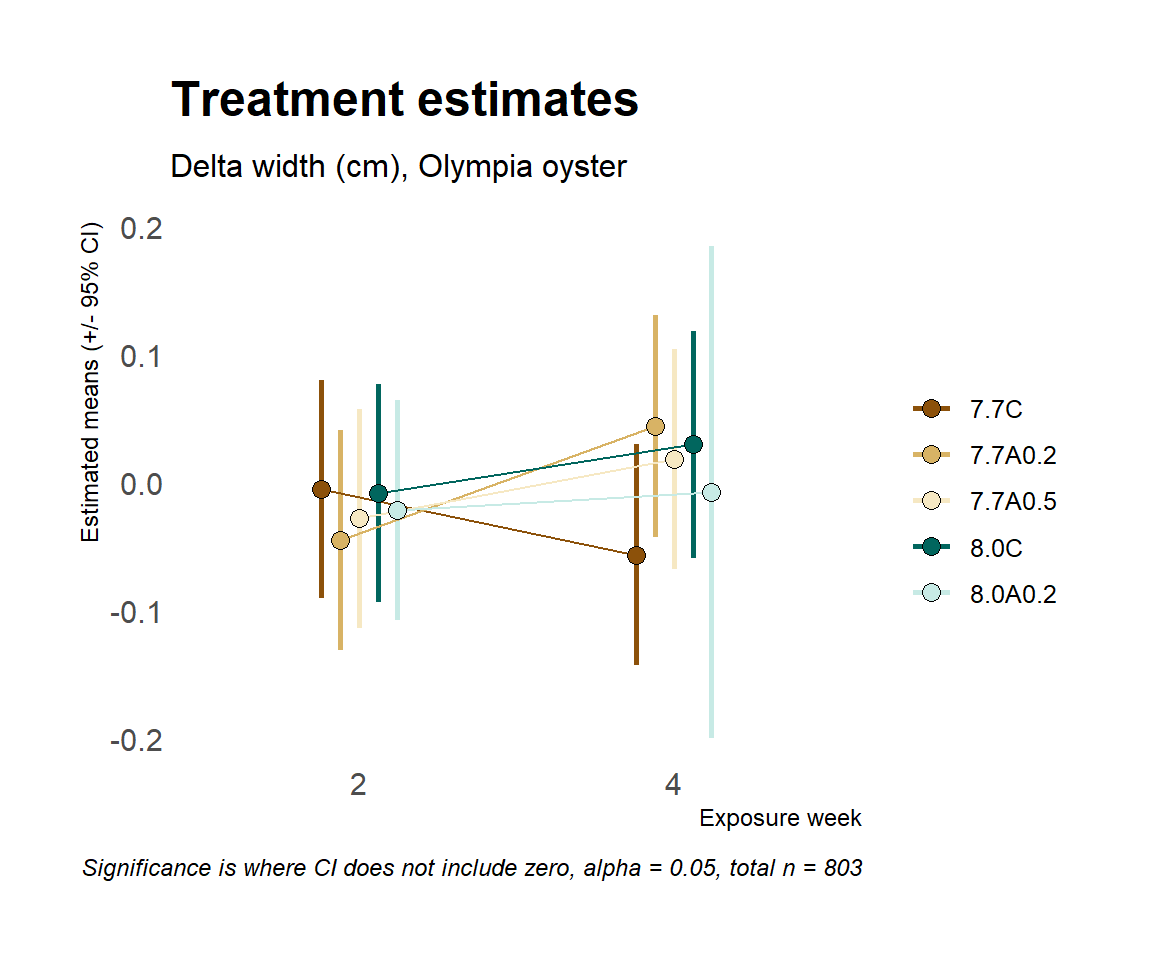 Treatment estimates
Delta width (cm), Olympia oyster
Estimated means (+/- 95% CI)
0.2
0.1
0.0
-0.1
-0.2
2
4
Exposure week
7.7C
7.7A0.2
7.7A0.5
8.0C
8.0A0.2
Significance is where CI does not include zero, alpha = 0.05, total n = 803